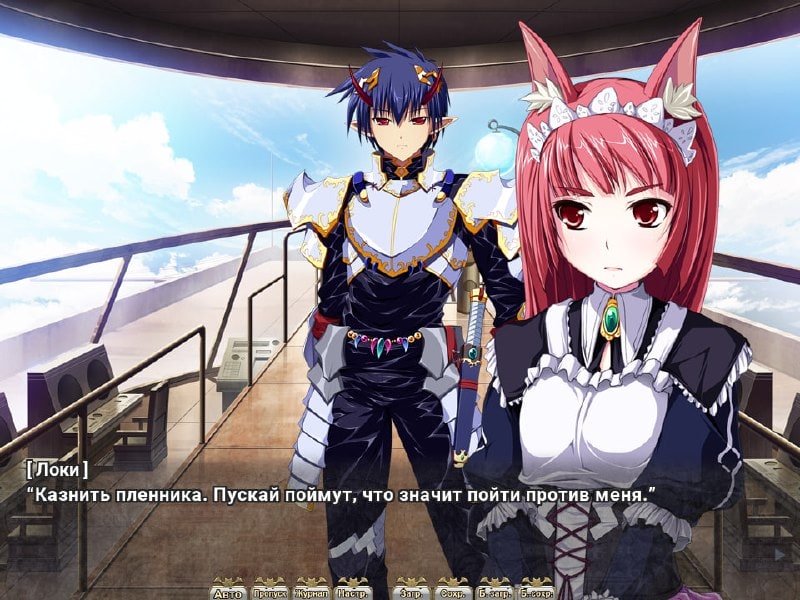 [ Локи ]
“Казнить пленника. Пускай поймут, что значит пойти против меня.”
Авто Пропуск Журнал Настр. Загр. Сохр. Б.загр. Б.сохр.